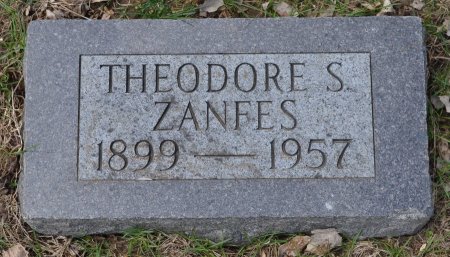 THEODORE S.
ZANFES
1899 — 1957